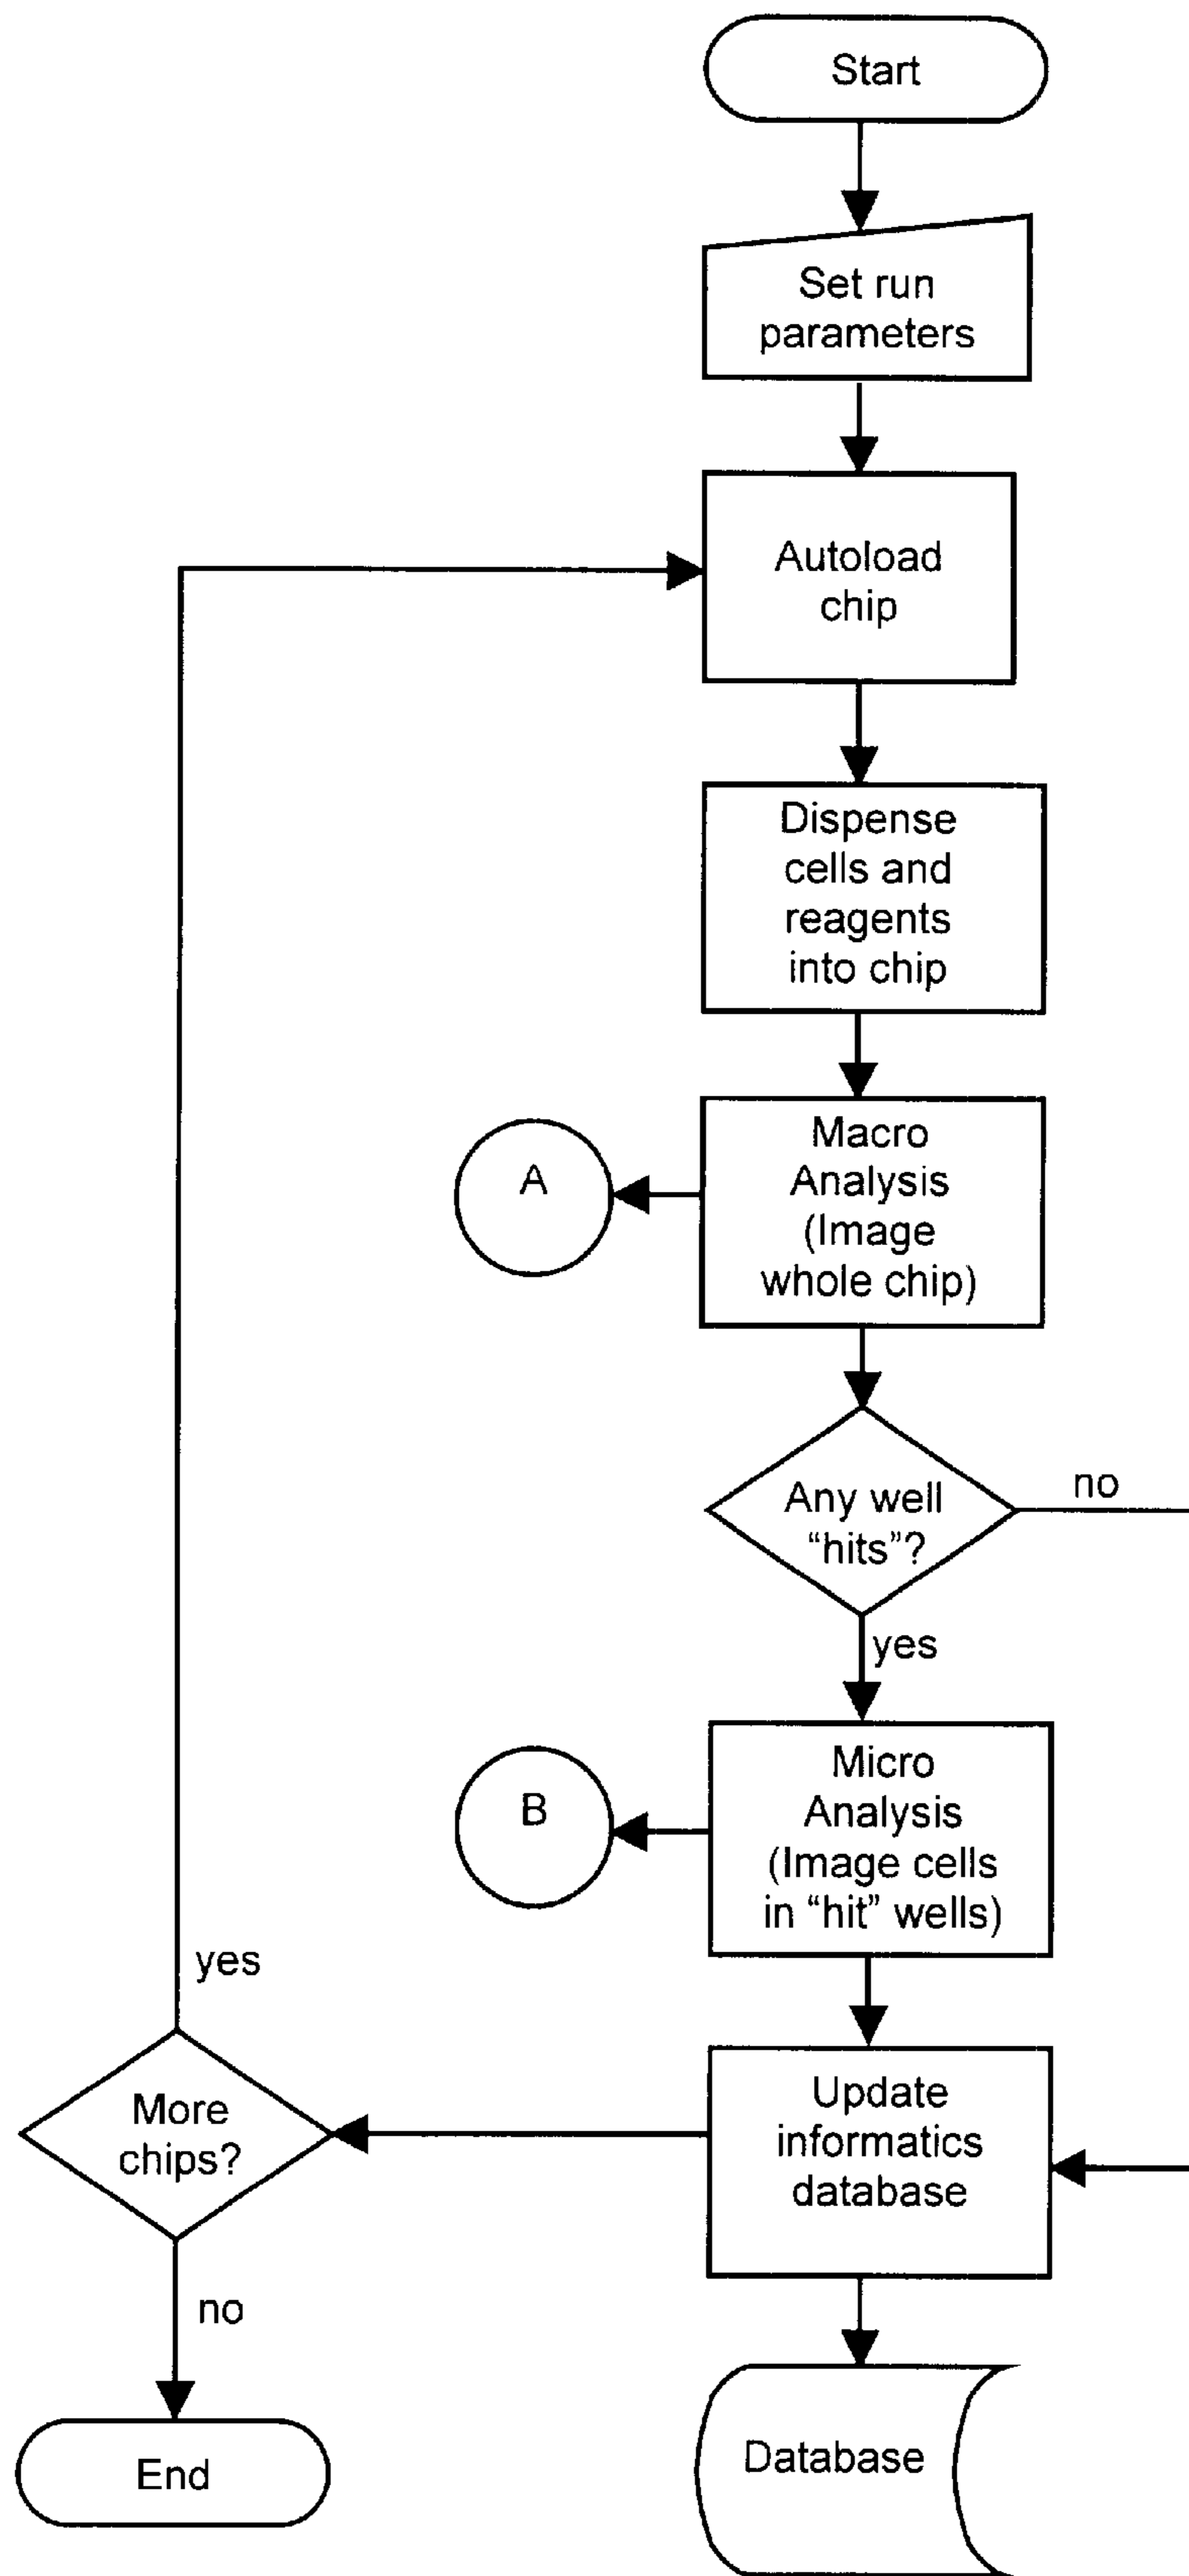 Start
Set run
parameters
Autoload
chip
Dispense
cells and
reagents
into chip
Macro
Analysis
(Image
whole chip)
A
Any well
“hits”?
no
yes
Micro
Analysis
(Image cells
in “hit” wells)
B
yes
Update
informatics
database
More
chips?
no
Database
End